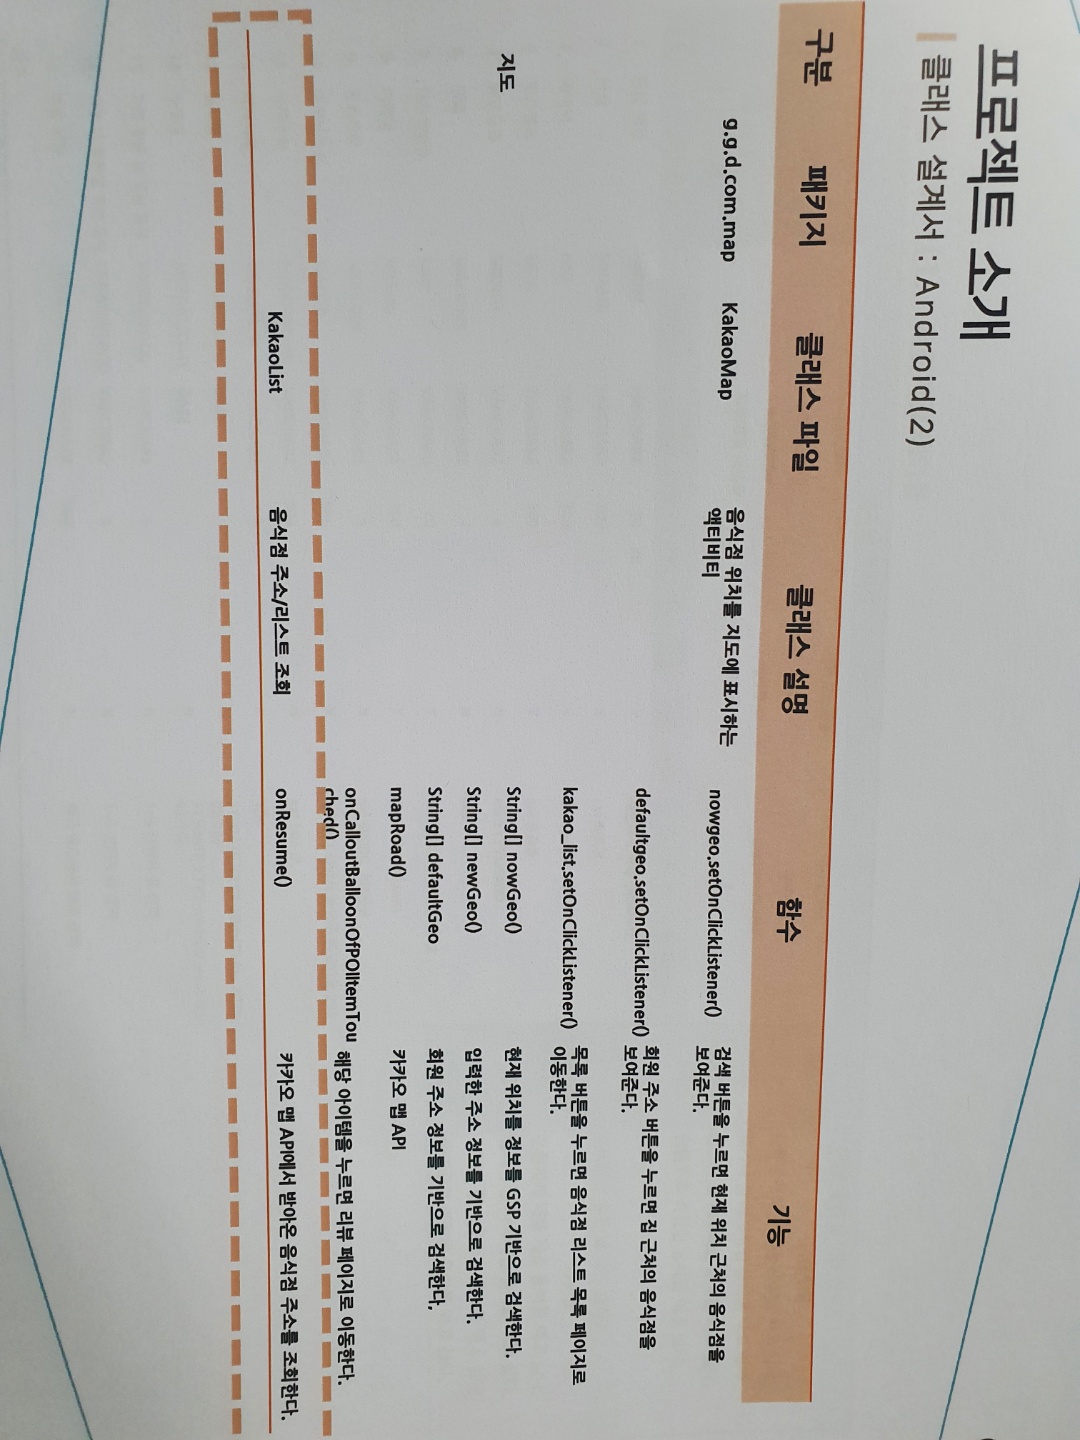 프로젝트 소개
클래스 설계서 : Android(2)
구분 패키지 클래스 파일 클래스 설명 함수 기능
지도 g.g.d.com.map KakaoMap 음식점 위치를 지도에 표시하는
액티비티
nowgeo.setOnClickListener() 검색 버튼을 누르면 현재 위치 근처의 음식점을
보여준다.
defaultgeo.setOnClickListener() 회원 주소 버튼을 누르면 집 근처의 음식점을
보여준다.
kakao_list.setOnClickListener() 목록 버튼을 누르면 음식점 리스트 목록 페이지로
이동한다.
String[] nowGeo() 현재 위치를 정보를 GSP 기반으로 검색한다.
String[] newGeo() 입력한 주소 정보를 기반으로 검색한다.
String[] defaultGeo 회원 주소 정보를 기반으로 검색한다.
mapRoad() 카카오 맵 API
onCalloutBalloonOfPOIItemTou
ched() 해당 아이템을 누르면 리뷰 페이지로 이동한다.
KakaoList 음식점 주소/리스트 조회 onResume() 카카오 맵 API에서 받아온 음식점 주소를 조회한다.